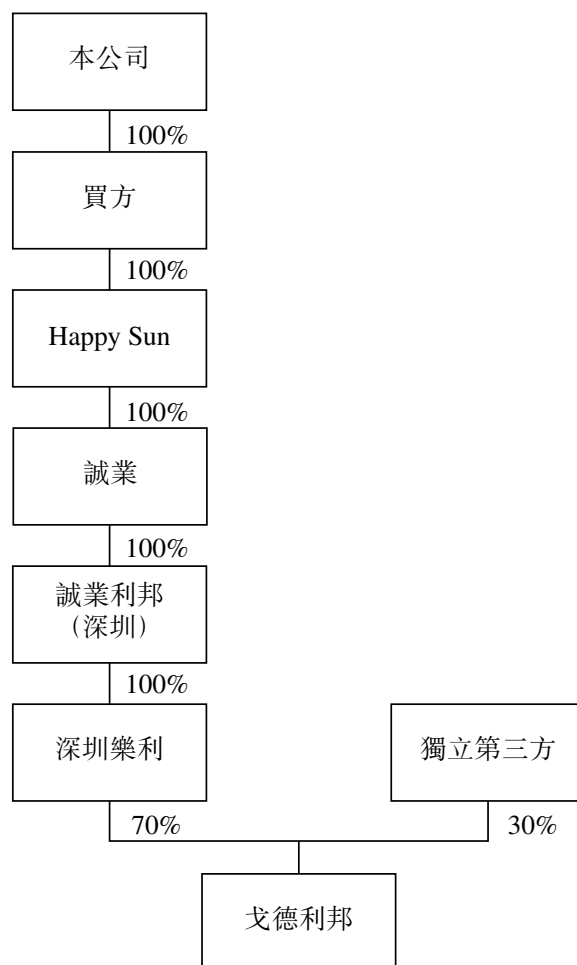 本公司
100%
買方
100%
Happy Sun
100%
誠業
100%
誠業利邦
（深圳）
100%
深圳樂利
獨立第三方
70%
30%
戈德利邦